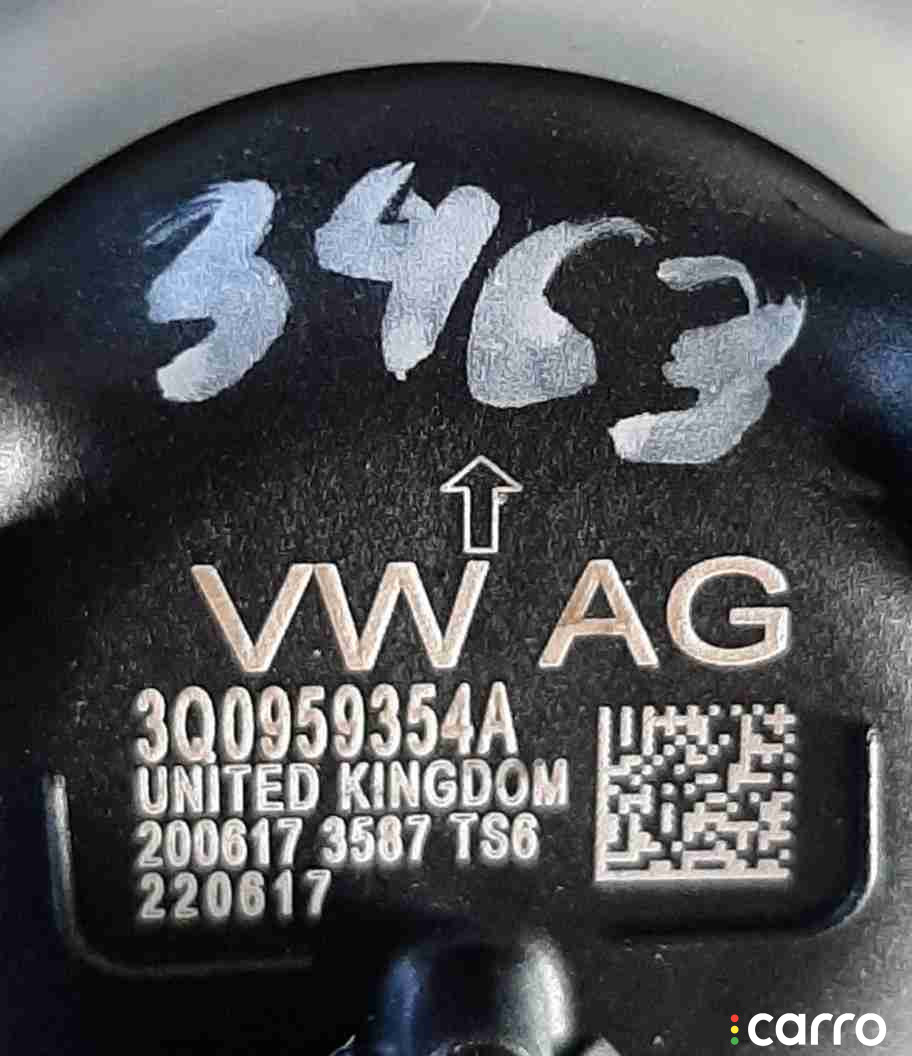 3463
VW AG
3Q0959354A
UNITED KINGDOM
200617 3587 TS6
220617
carro